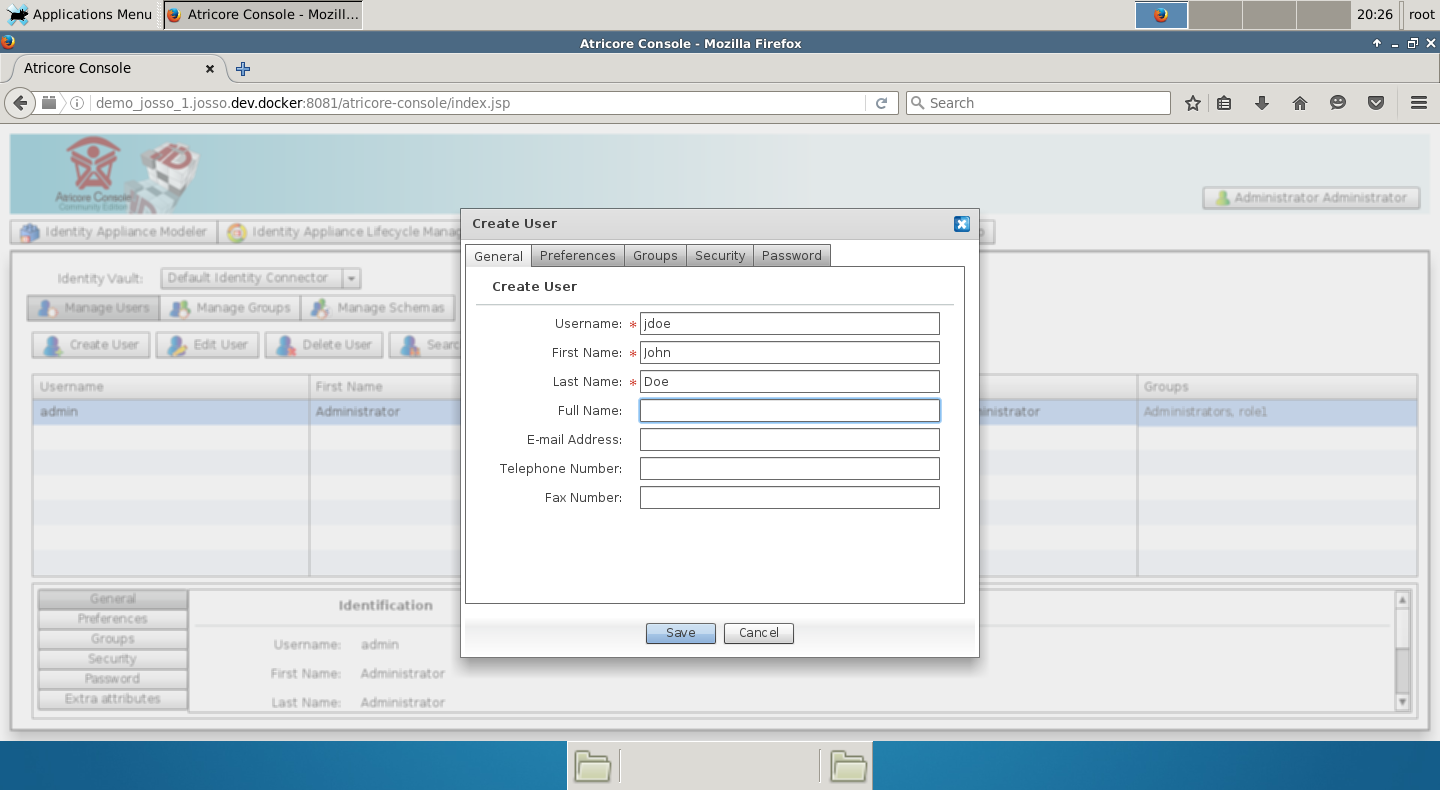 Applications Menu
Atricore Console - Mozill...
20:26
root
Atricore Console - Mozilla Firefox
Atricore Console
demo_josso_1.josso.dev.docker:8081/atricore-console/index.jsp
Search
Atricore Console
Community Edition
Administrator Administrator
Identity Appliance Modeler
Identity Appliance Lifecycle Manag
Identity Vault:
Default Identity Connector
Manage Users
Manage Groups
Manage Schemas
Create User
Edit User
Delete User
Searc
Username
First Name
Groups
admin
Administrator
inistrator
Administrators, role1
Create User
General
Preferences
Groups
Security
Password
Create User
Username:
*
jdoe
First Name:
*
John
Last Name:
*
Doe
Full Name:
E-mail Address:
Telephone Number:
Fax Number:
Save
Cancel
General
Preferences
Groups
Security
Password
Extra attributes
Identification
Username:
admin
First Name:
Administrator
Last Name:
Administrator